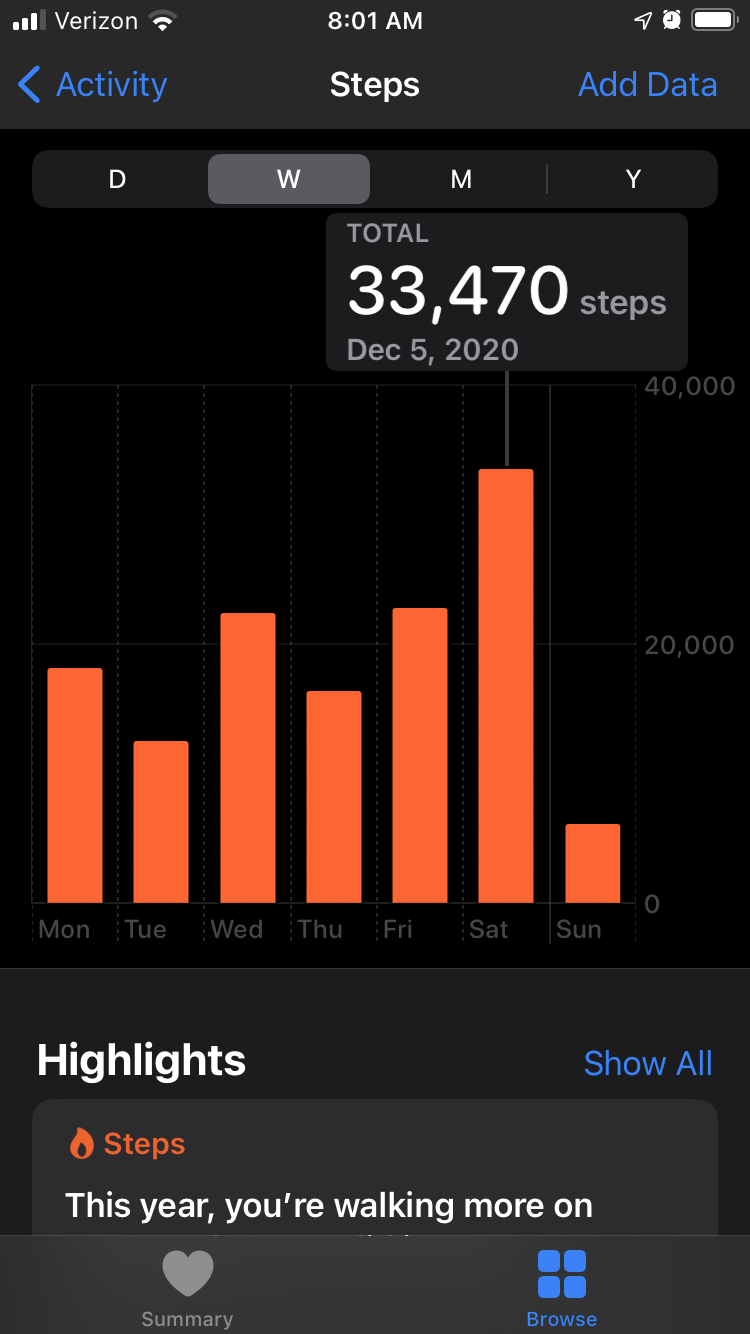 Verizon 8:01 AM
Activity Steps Add Data
D W M Y
TOTAL
33,470 steps
Dec 5, 2020
40,000
20,000
0
Mon Tue Wed Thu Fri Sat Sun
Highlights Show All
Steps
This year, you’re walking more on
Summary Browse